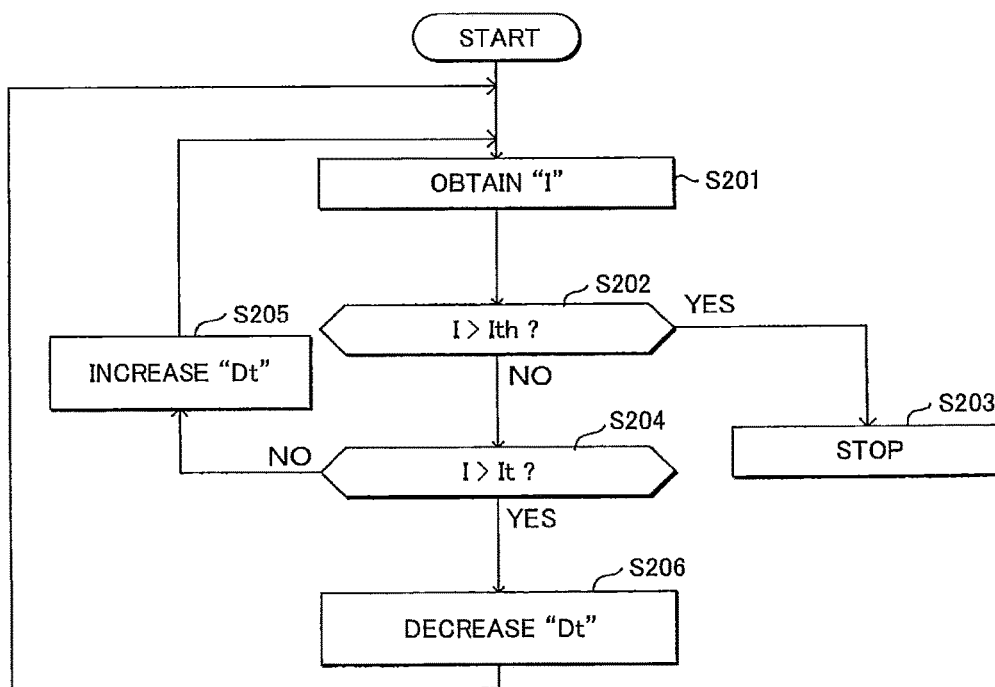 START
OBTAIN “I”
S201
S202
I > Ith ?
YES
NO
S205
INCREASE “Dt”
S203
STOP
S204
I > It ?
NO
YES
S206
DECREASE “Dt”